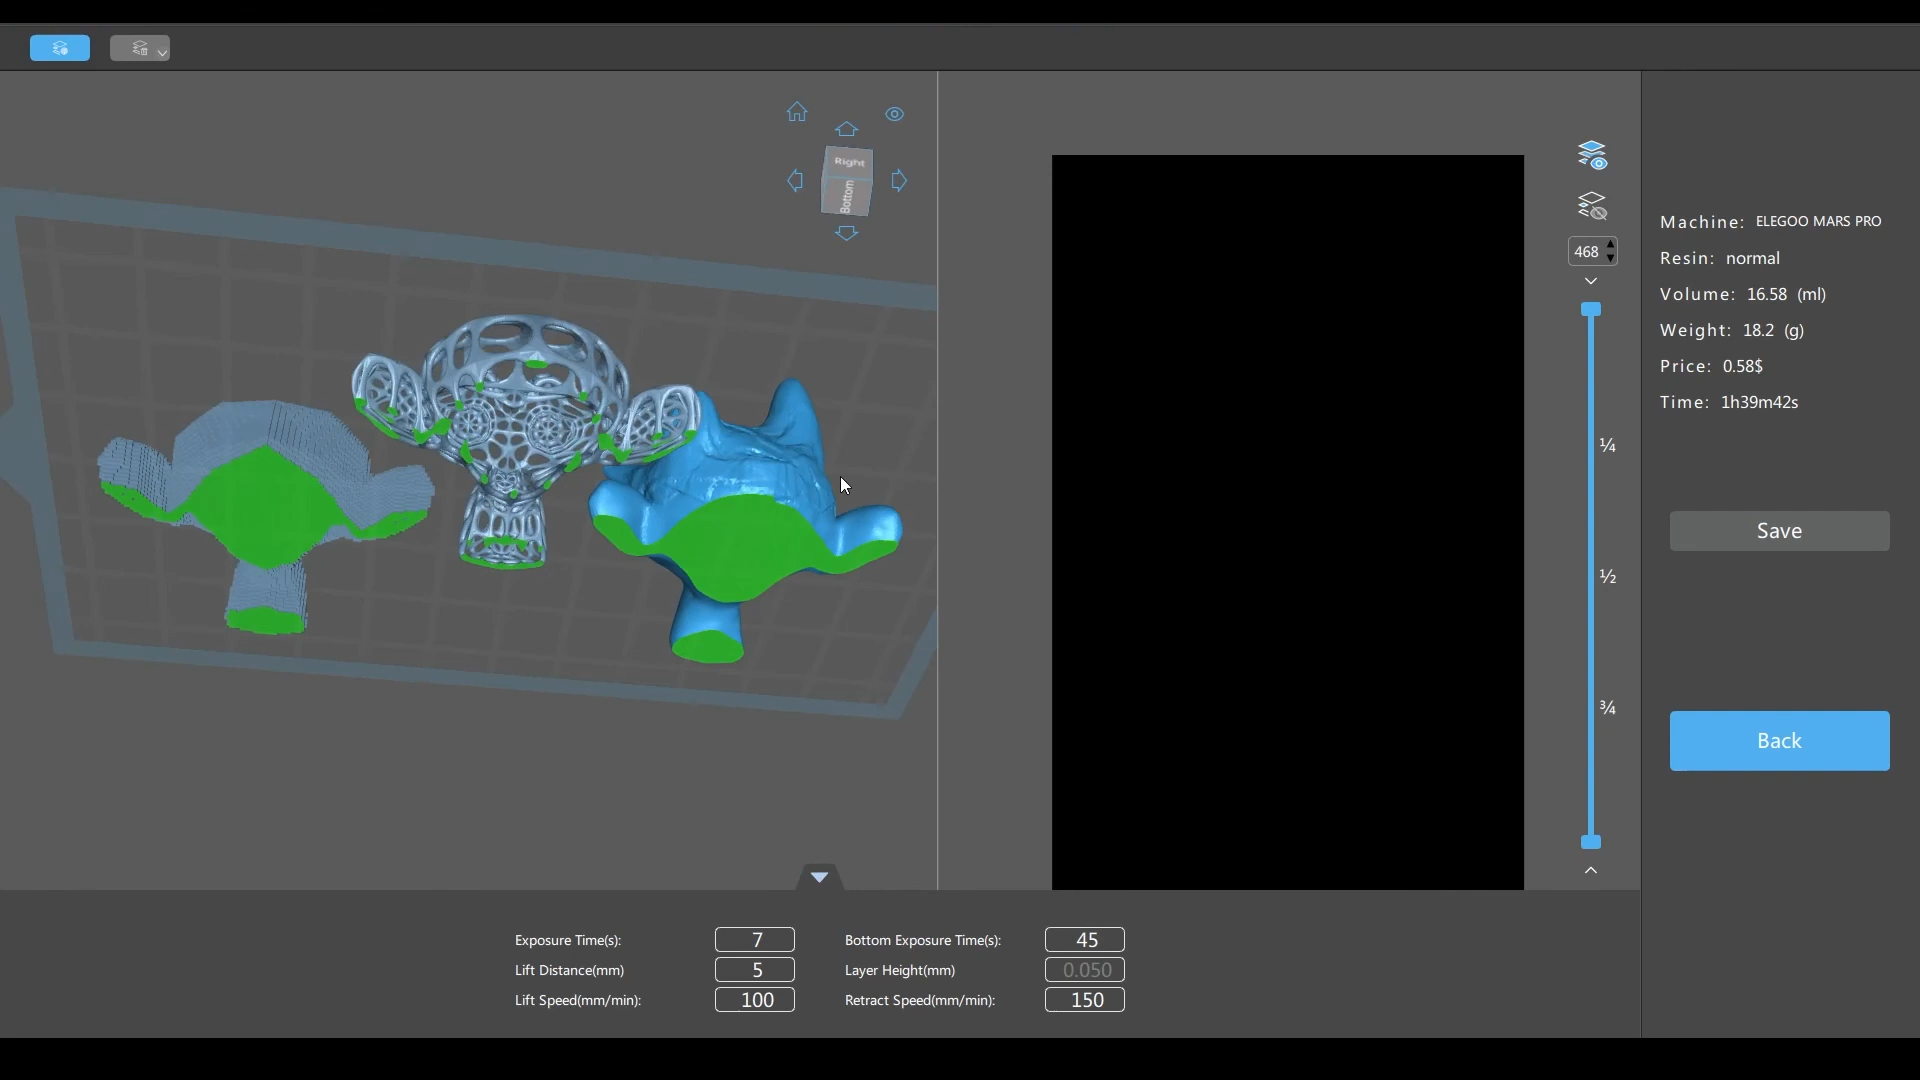 Right
Bottom
468
¼
½
¾
Machine: ELEGOO MARS PRO
Resin: normal
Volume: 16.58 (ml)
Weight: 18.2 (g)
Price: 0.58$
Time: 1h39m42s
Save
Back
Exposure Time(s): 7 Bottom Exposure Time(s): 45
Lift Distance(mm) 5 Layer Height(mm) 0.050
Lift Speed(mm/min): 100 Retract Speed(mm/min): 150